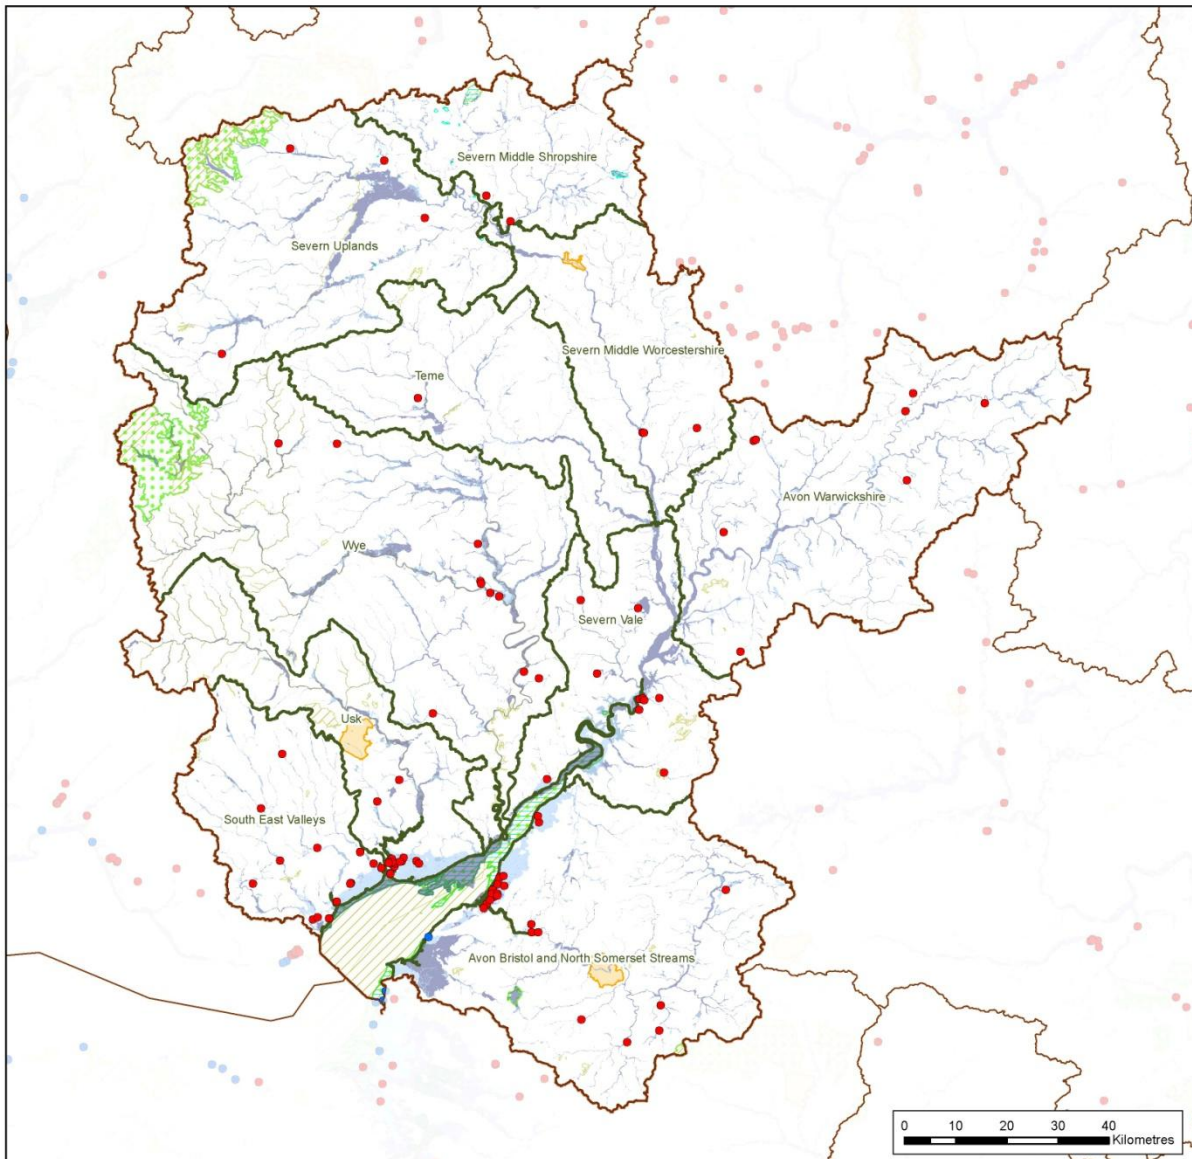 Severn Middle Shropshire
Severn Uplands
Severn Middle Worcestershire
Teme
Avon Warwickshire
Wye
Severn Vale
Usk
South East Valleys
Avon Bristol and North Somerset Streams
0 10 20 30 40
Kilometres